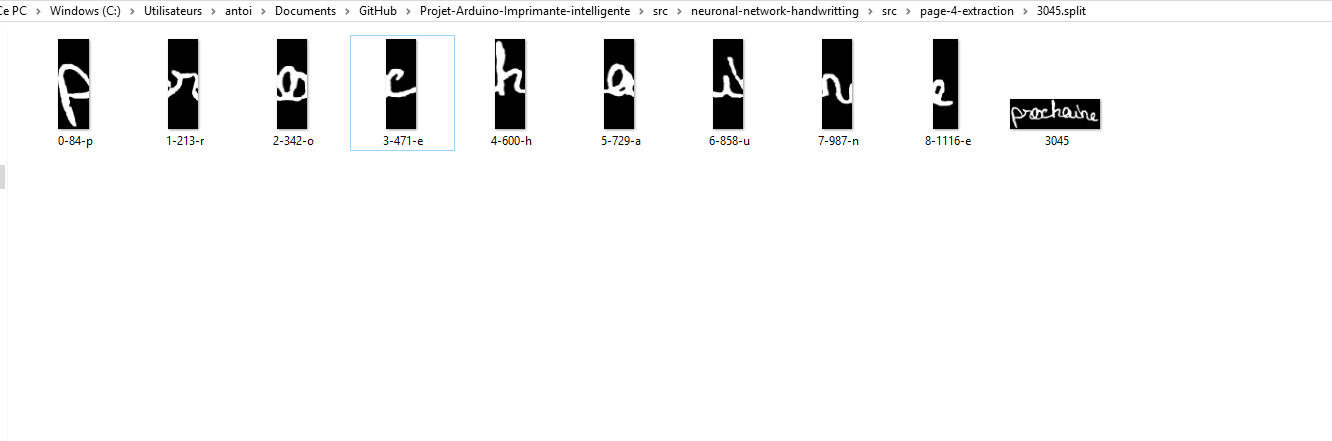 Ce PC > Windows (C:) > Utilisateurs > antoi > Documents > GitHub > Projet-Arduino-Imprimante-intelligente > src > neuronal-network-handwritting > src > page-4-extraction > 3045.split
p r o c h a i n e prochaine
0-84-p 1-213-r 2-342-o 3-471-e 4-600-h 5-729-a 6-858-u 7-987-n 8-1116-e 3045